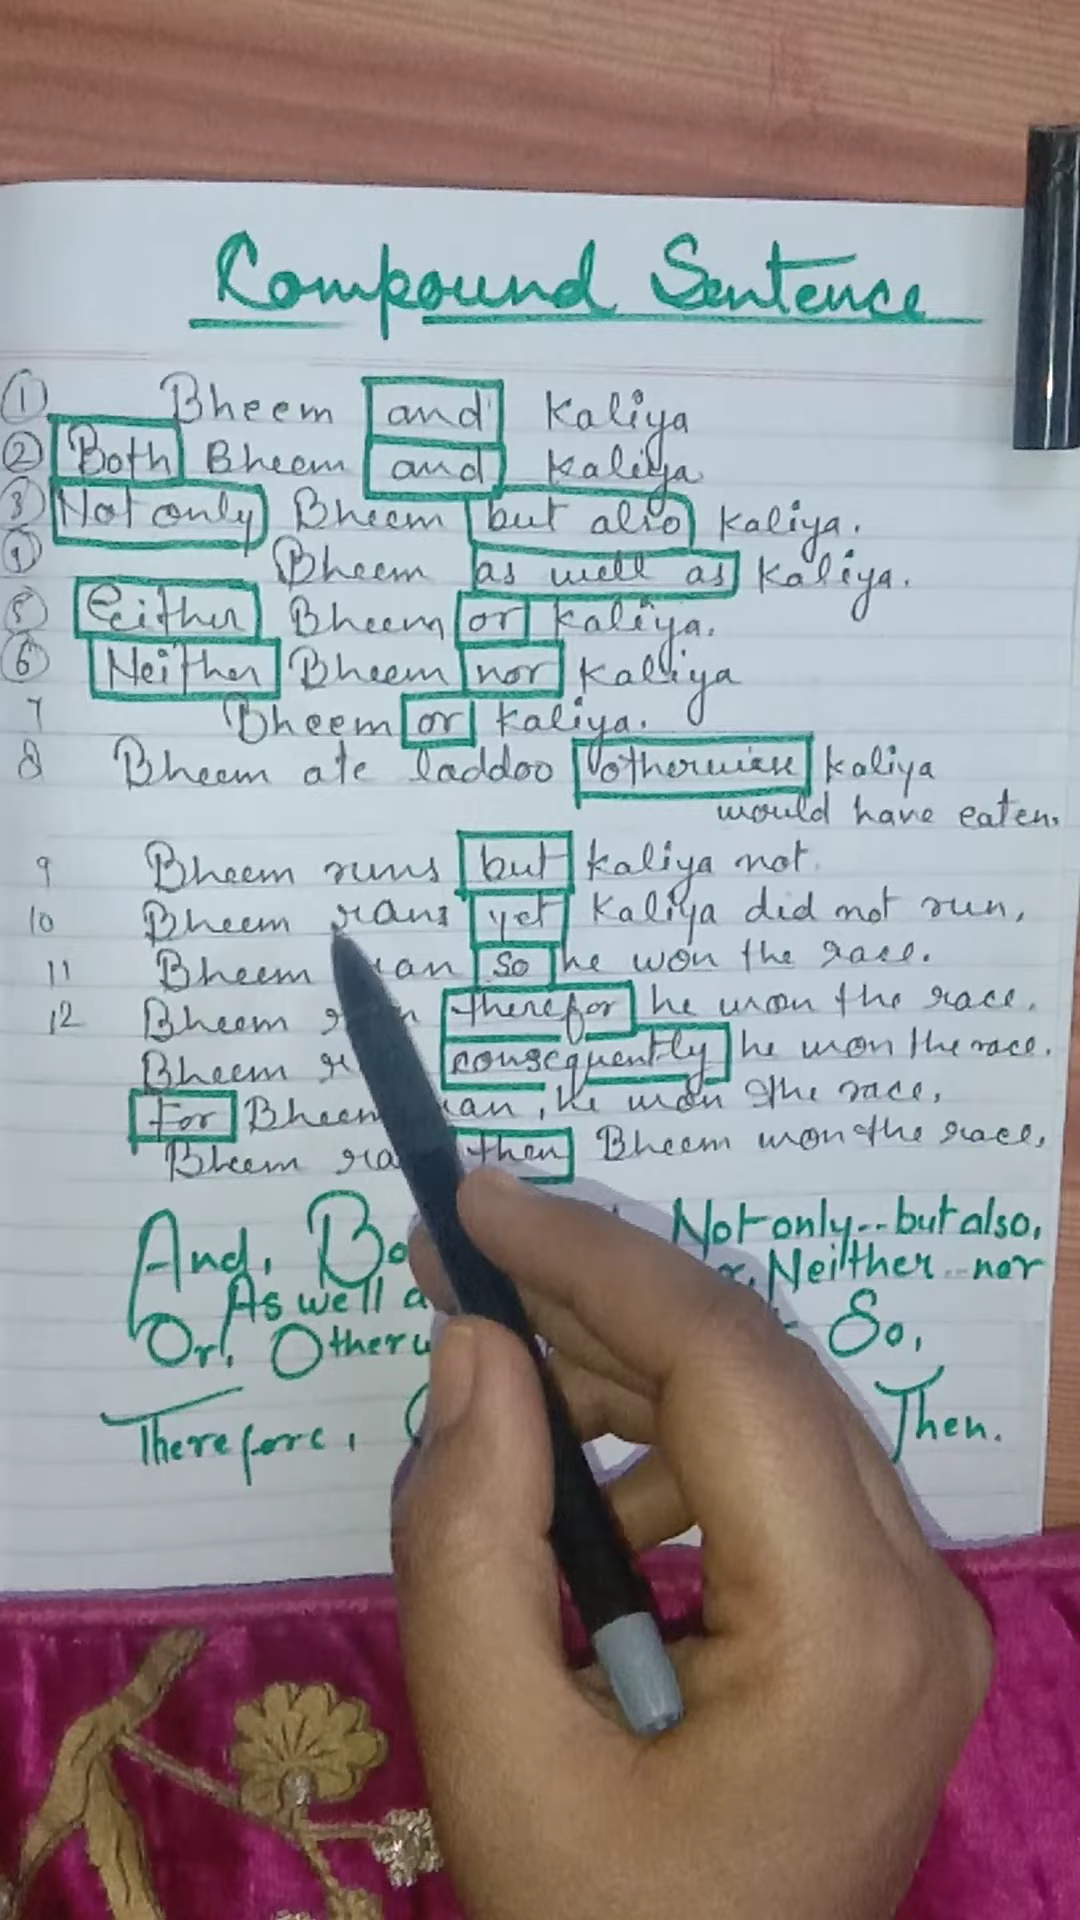 Compound Sentence
① Bheem and Kaliya
② Both Bheem and Kaliya
③ Not only Bheem but also Kaliya.
Bheem as well as Kaliya.
⑤ Either Bheem or Kaliya.
⑥ Neither Bheem nor Kaliya
7 Bheem or Kaliya.
8 Bheem ate laddoo otherwise Kaliya
would have eaten.
9 Bheem runs but Kaliya not.
10 Bheem rans yet Kaliya did not run.
11 Bheem ran so he won the race.
12 Bheem therefor he won the race.
Bheem consequently he won the race.
For Bheem ran, he won the race.
Bheem then Bheem won the race.
And, Not only--but also,
As well Neither..nor
Or, So,
Therefore, Then.